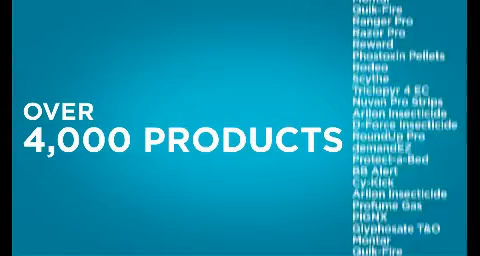 OVER
4,000 PRODUCTS
Quik-Fire
Ranger Pro
Razor Pro
Reward
Phostoxin Pellets
Rodeo
Scythe
Triclopyr 4 EC
Nuvan Pro Strips
Arilon Insecticide
D-Force Insecticide
RoundUp Pro
DemandEZ
Protect-a-Bed
BB Alert
Cy-Kick
Arilon Insecticide
Profume Gas
PiGNX
Glyphosate T&O
Montar
Quik-Fire